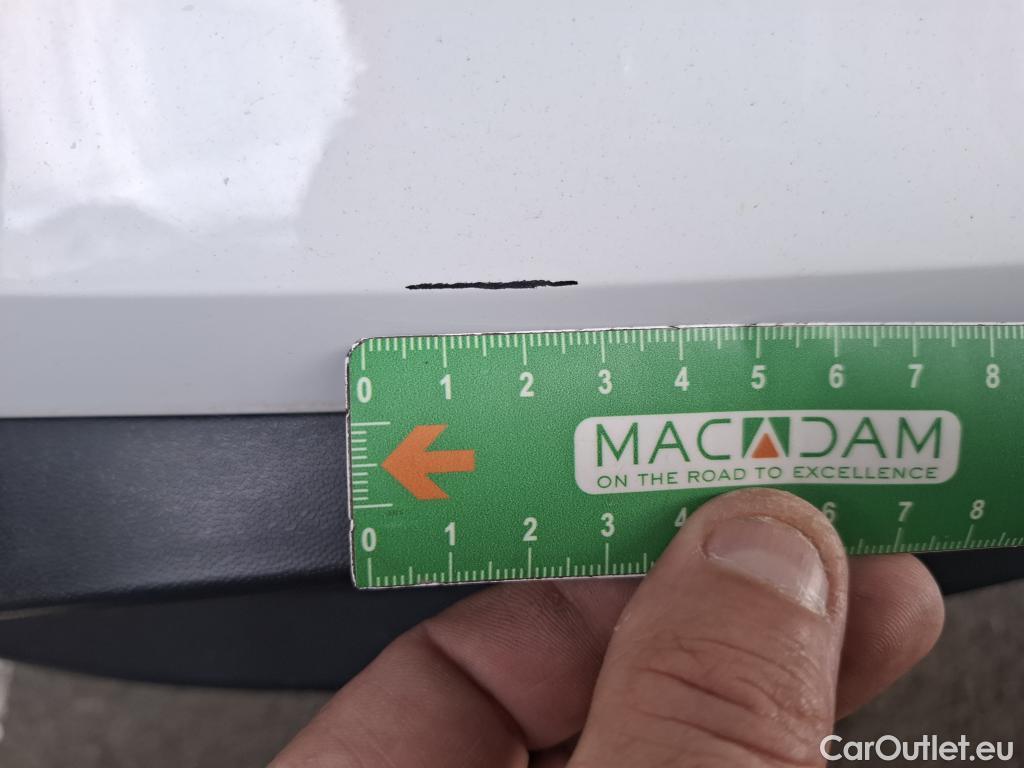 0 1 2 3 4 5 6 7 8
MACADAM
ON THE ROAD TO EXCELLENCE
0 1 2 3 4 6 7 8
CarOutlet.eu